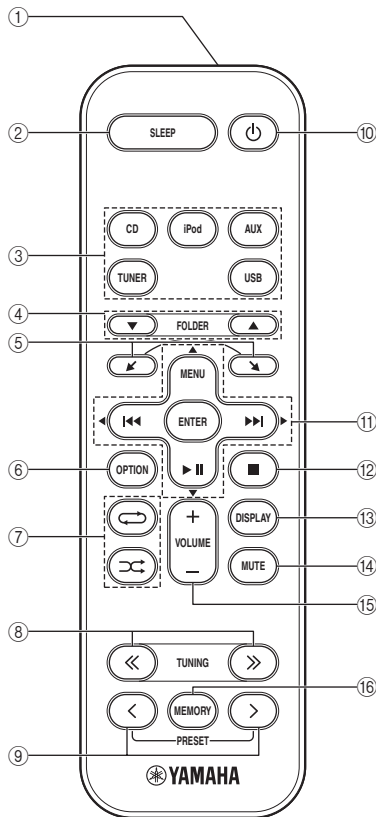 ①
② SLEEP ⑩
CD iPod AUX
③
TUNER USB
④ FOLDER
⑤
MENU
ENTER ⑪
⑥ OPTION ⑫
DISPLAY ⑬
⑦ + VOLUME −
MUTE ⑭
⑮
⑧ TUNING
⑯
MEMORY
PRESET
⑨
YAMAHA